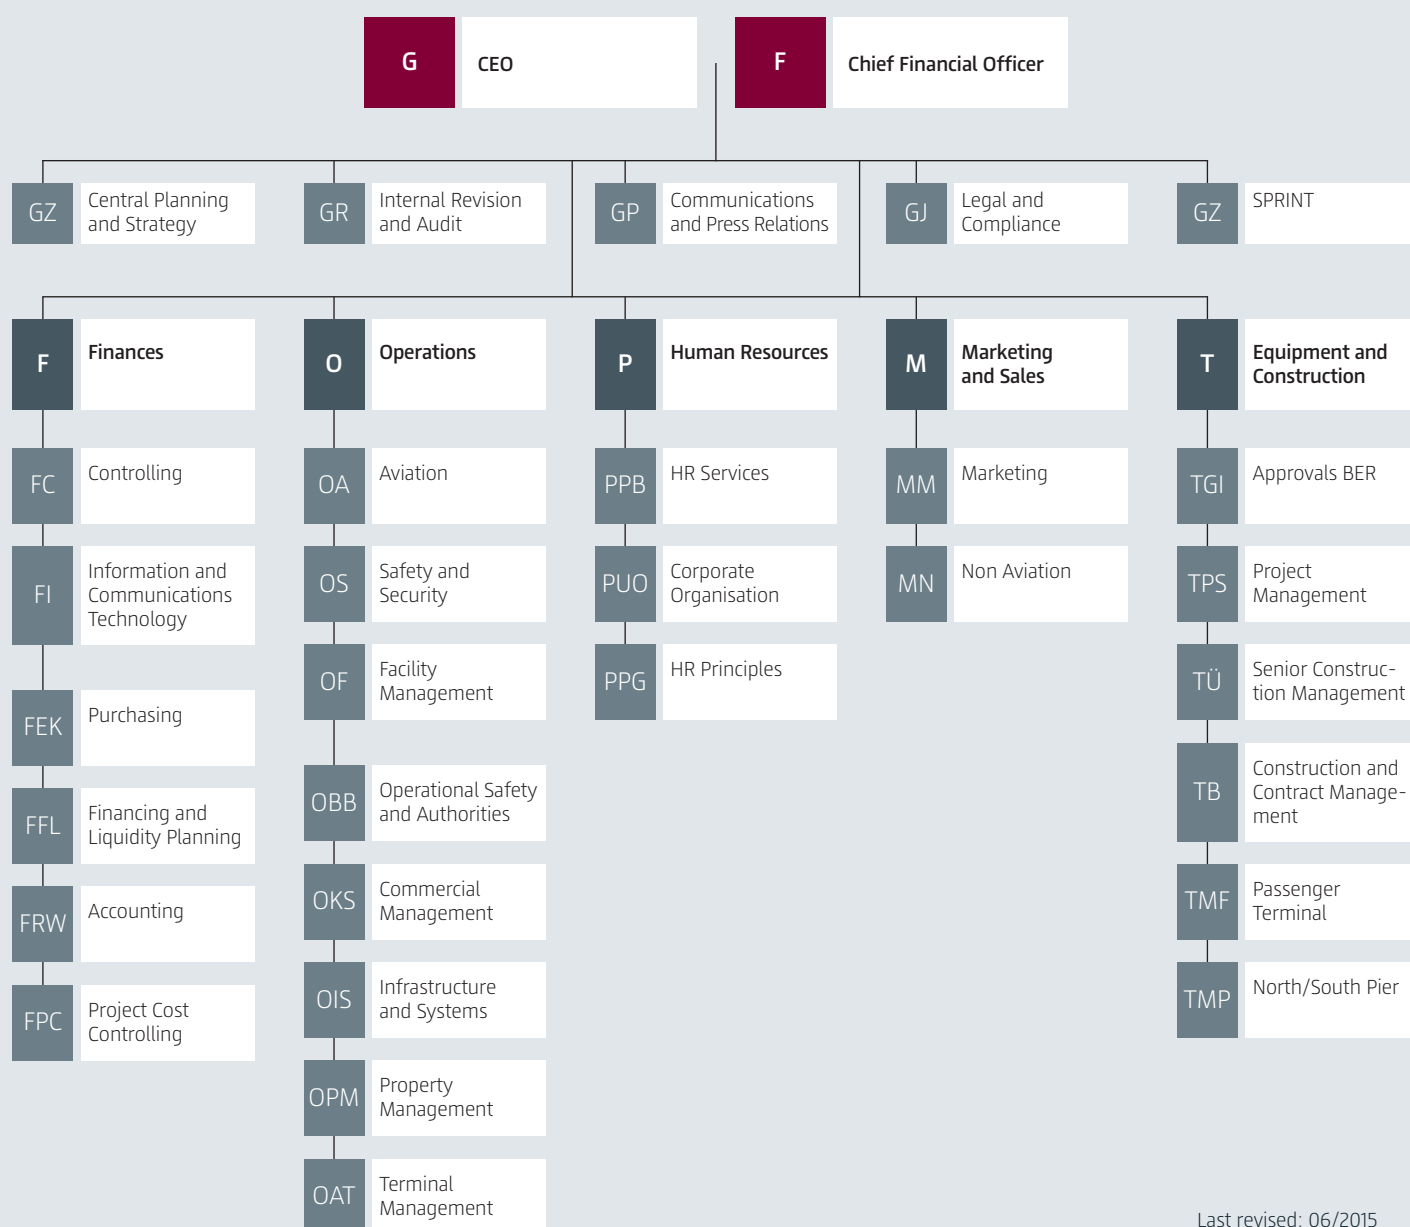 G
CEO
F
Chief Financial Officer
GZ
Central Planning
and Strategy
GR
Internal Revision
and Audit
GP
Communications
and Press Relations
GJ
Legal and
Compliance
GZ
SPRINT
F
Finances
O
Operations
P
Human Resources
M
Marketing
and Sales
T
Equipment and
Construction
FC
Controlling
FI
Information and
Communications
Technology
FEK
Purchasing
FFL
Financing and
Liquidity Planning
FRW
Accounting
FPC
Project Cost
Controlling
OA
Aviation
OS
Safety and
Security
OF
Facility
Management
OBB
Operational Safety
and Authorities
OKS
Commercial
Management
OIS
Infrastructure
and Systems
OPM
Property
Management
OAT
Terminal
Management
PPB
HR Services
PUO
Corporate
Organisation
PPG
HR Principles
MM
Marketing
MN
Non Aviation
TGI
Approvals BER
TPS
Project
Management
TÜ
Senior Construc-
tion Management
TB
Construction and
Contract Manage-
ment
TMF
Passenger
Terminal
TMP
North/South Pier
Last revised: 06/2015